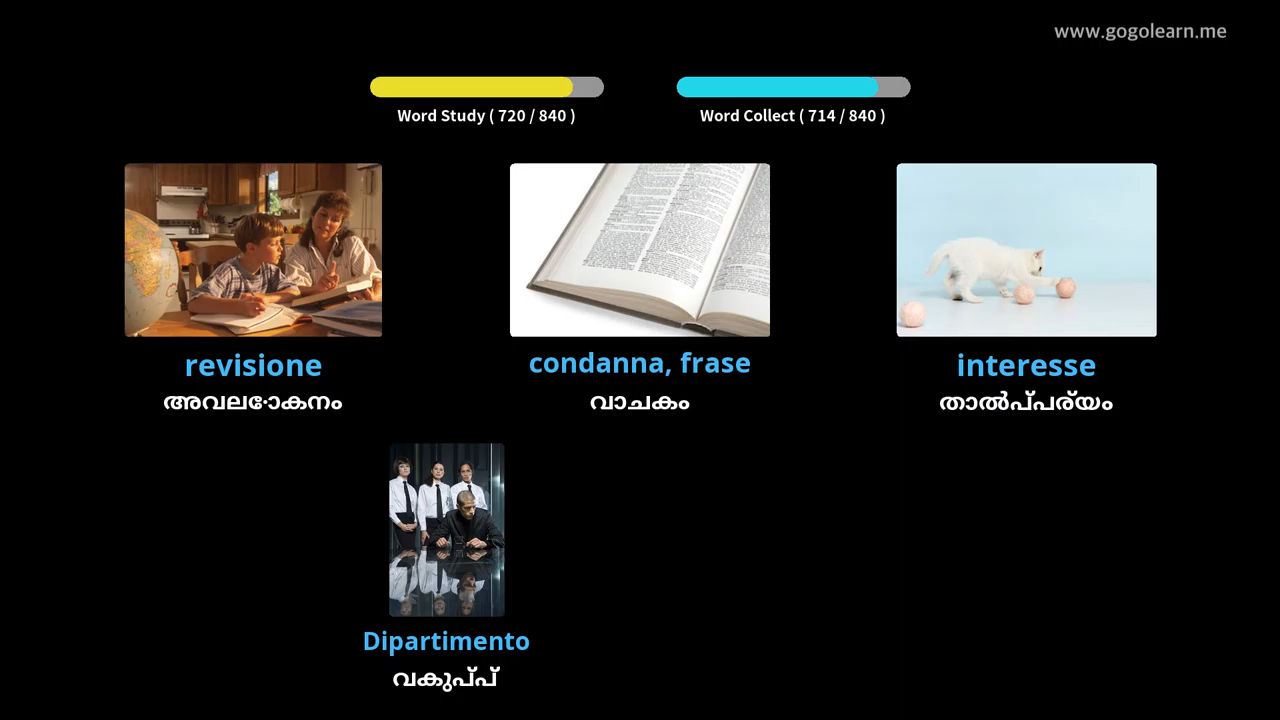 www.gogolearn.me
Word Study ( 720 / 840 )
Word Collect ( 714 / 840 )
revisione
condanna, frase
interesse
അവലോകനം
വാചകം
താൽപ്പര്യം
Dipartimento
വകുപ്പ്